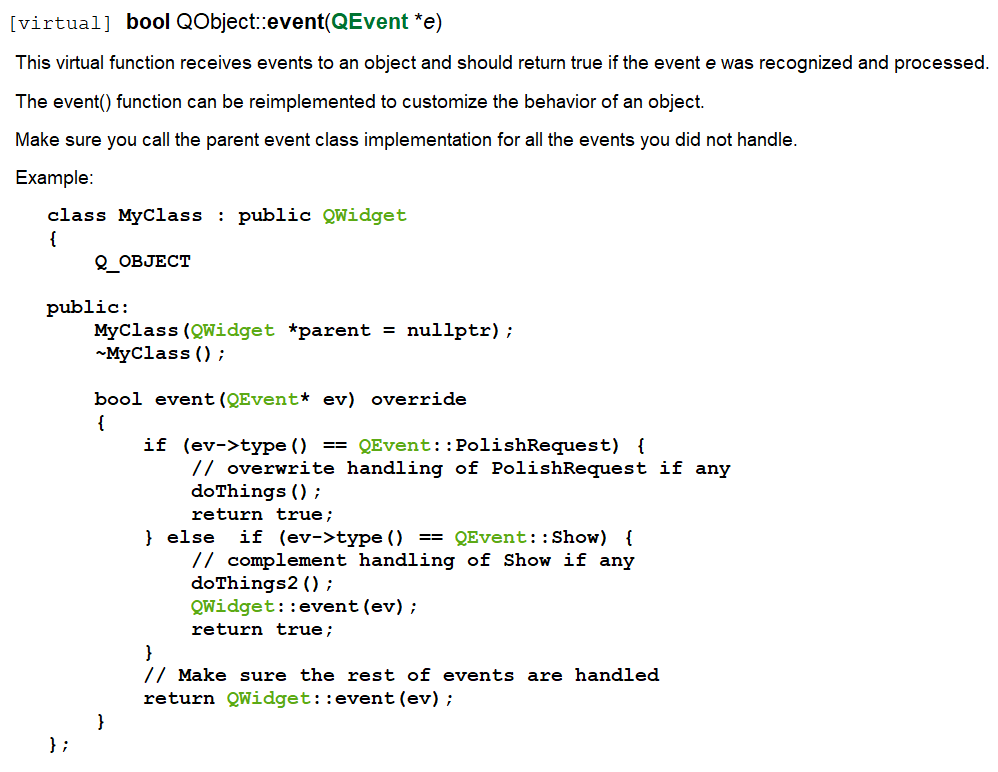 [virtual] bool QObject::event(QEvent *e)
This virtual function receives events to an object and should return true if the event e was recognized and processed.
The event() function can be reimplemented to customize the behavior of an object.
Make sure you call the parent event class implementation for all the events you did not handle.
Example:
class MyClass : public QWidget
{
    Q_OBJECT
public:
    MyClass(QWidget *parent = nullptr);
    ~MyClass();
    bool event(QEvent* ev) override
    {
        if (ev->type() == QEvent::PolishRequest) {
            // overwrite handling of PolishRequest if any
            doThings();
            return true;
        } else  if (ev->type() == QEvent::Show) {
            // complement handling of Show if any
            doThings2();
            QWidget::event(ev);
            return true;
        }
        // Make sure the rest of events are handled
        return QWidget::event(ev);
    }
};